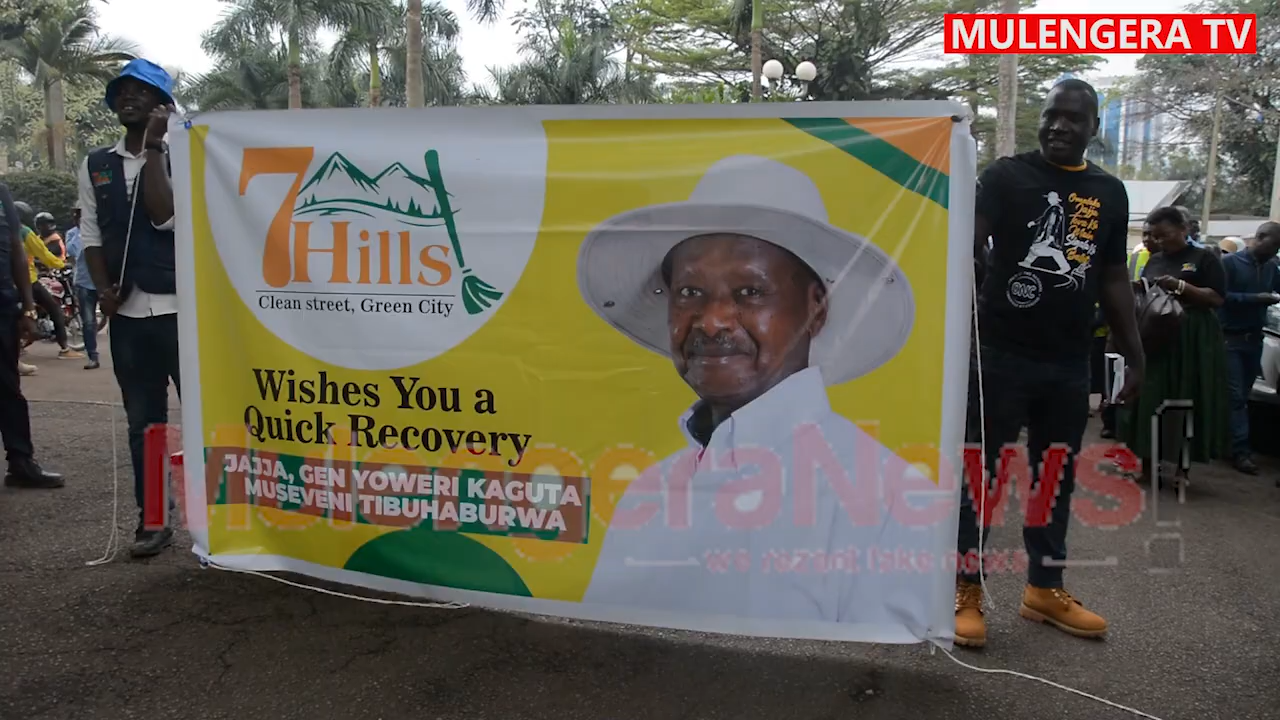 MULENGERA TV
7 Hills
Clean street, Green City
Wishes You a
Quick Recovery
JAJJA, GEN YOWERI KAGUTA
MUSEVENI TIBUHABURWA
MulengeraNews
ONC